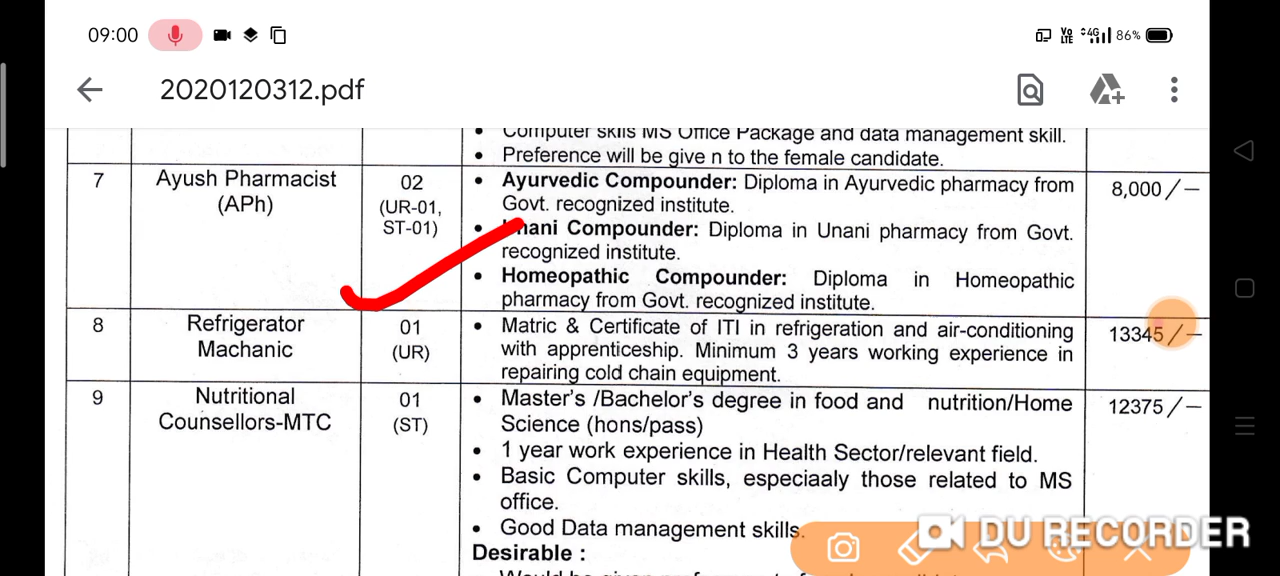 09:00
Vo LTE 4G 86%
2020120312.pdf
Computer skills MS Office Package and data management skill.
Preference will be give n to the female candidate.
7 Ayush Pharmacist 02 • Ayurvedic Compounder: Diploma in Ayurvedic pharmacy from 8,000/–
(APh) (UR-01, Govt. recognized institute.
ST-01) • Unani Compounder: Diploma in Unani pharmacy from Govt.
recognized institute.
• Homeopathic Compounder: Diploma in Homeopathic
pharmacy from Govt. recognized institute.
8 Refrigerator 01 • Matric & Certificate of ITI in refrigeration and air-conditioning 13345/–
Machanic (UR) with apprenticeship. Minimum 3 years working experience in
repairing cold chain equipment.
9 Nutritional 01 • Master's /Bachelor's degree in food and nutrition/Home 12375/–
Counsellors-MTC (ST) Science (hons/pass)
• 1 year work experience in Health Sector/relevant field.
• Basic Computer skills, especiaaly those related to MS
office.
• Good Data management skills.
DU RECORDER
Desirable :